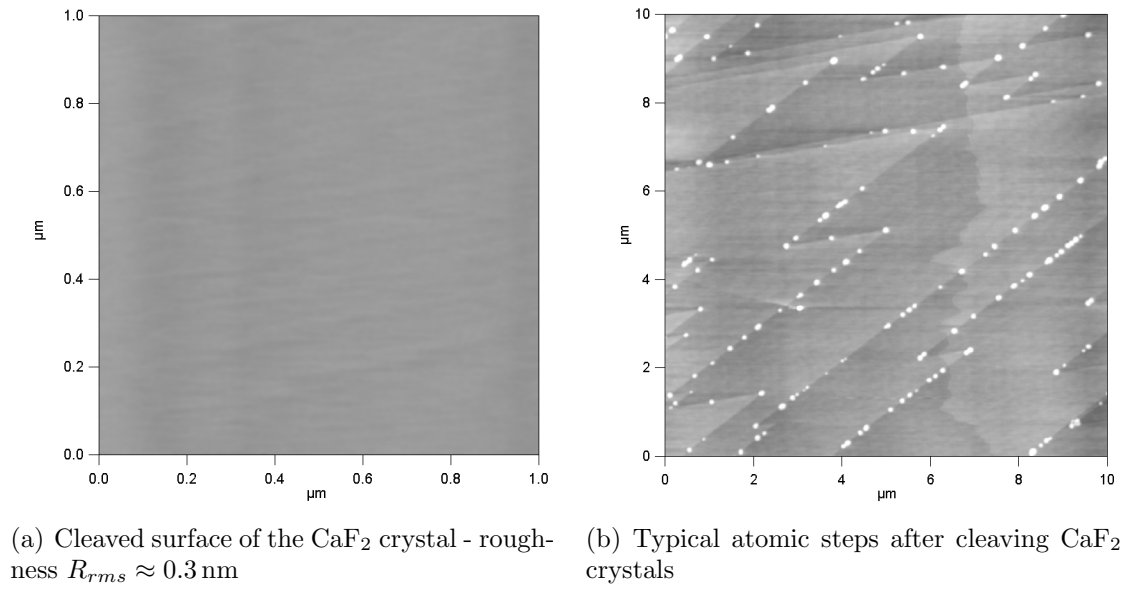 1.0
0.8
0.6
0.4
0.2
0.0
µm
0.0 0.2 0.4 0.6 0.8 1.0
µm
10
8
6
4
2
0
µm
0 2 4 6 8 10
µm
(a) Cleaved surface of the CaF₂ crystal - rough-
ness Rᵣₘₛ ≈ 0.3 nm
(b) Typical atomic steps after cleaving CaF₂
crystals